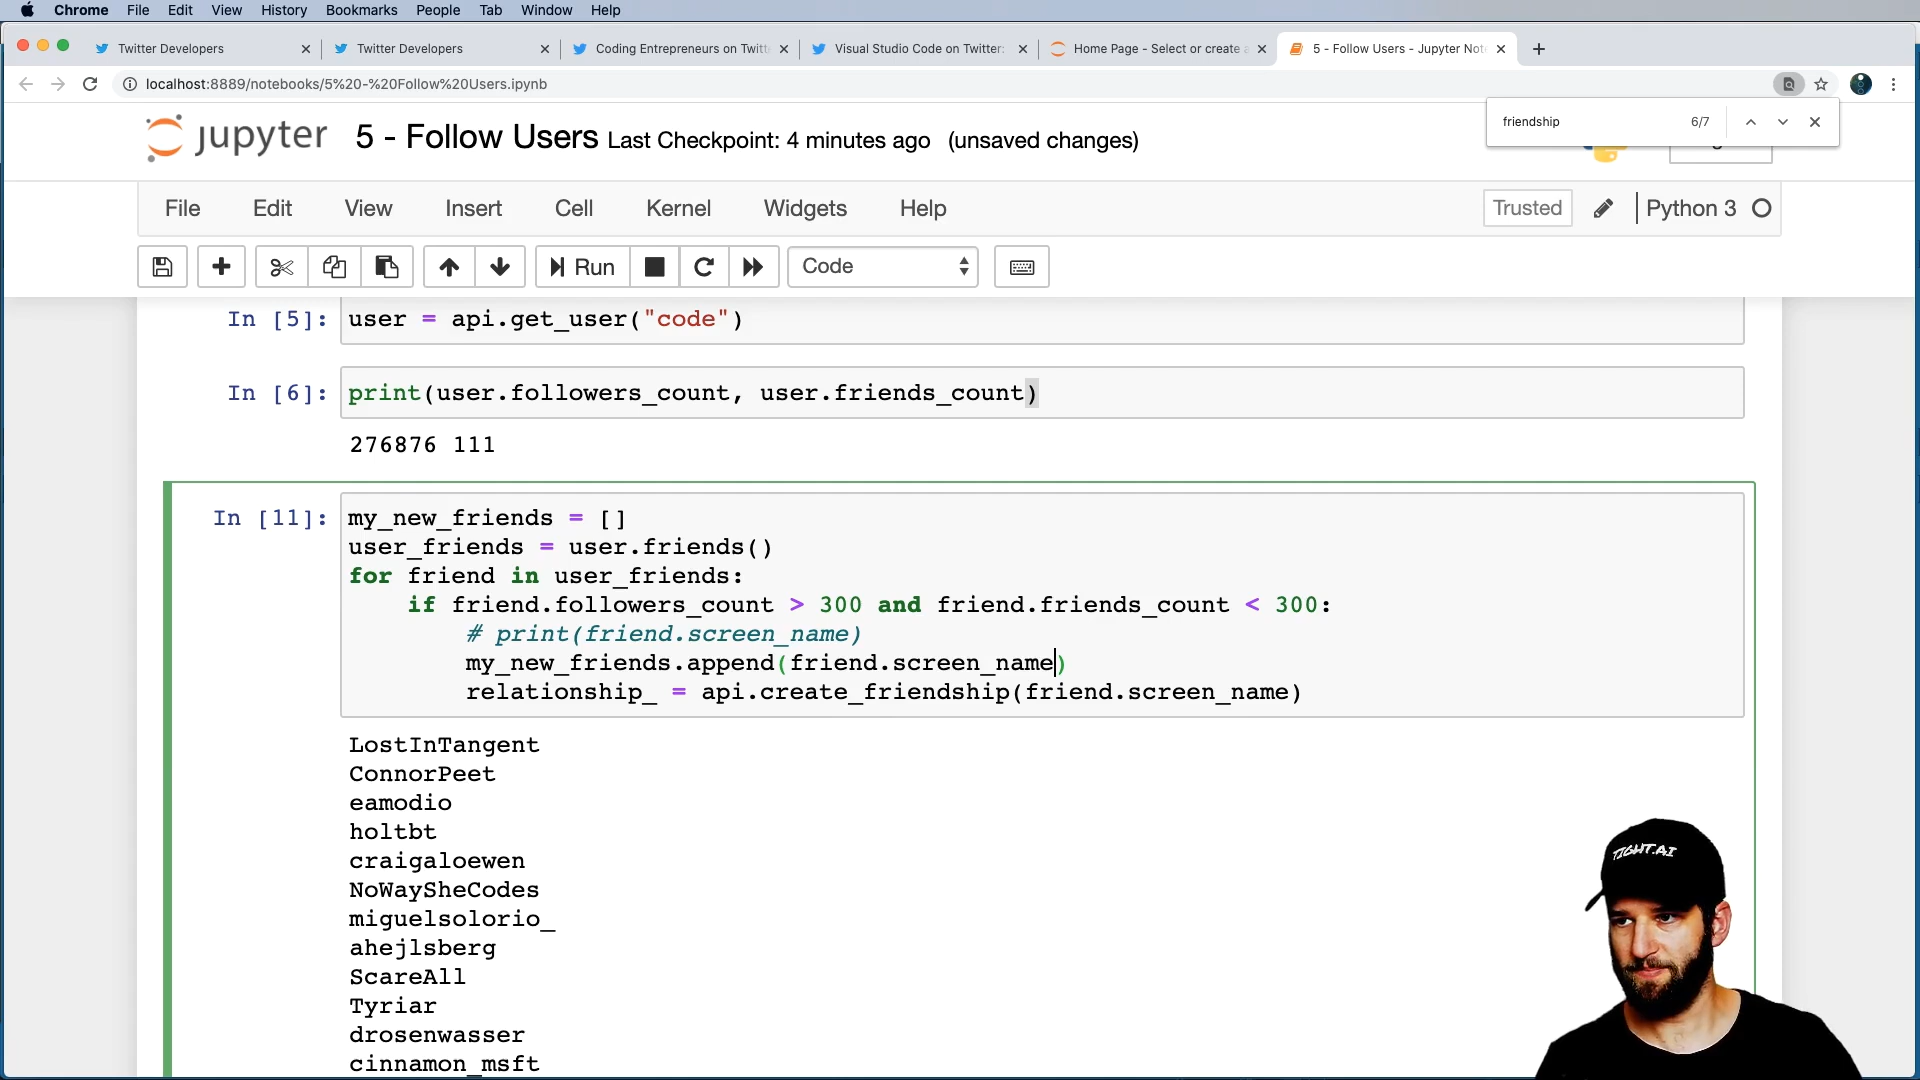 Chrome File Edit View History Bookmarks People Tab Window Help
Twitter Developers
Twitter Developers
Coding Entrepreneurs on Twitt
Visual Studio Code on Twitter:
Home Page - Select or create a
5 - Follow Users - Jupyter Not
localhost:8889/notebooks/5%20-%20Follow%20Users.ipynb
friendship 6/7
jupyter 5 - Follow Users Last Checkpoint: 4 minutes ago (unsaved changes)
File Edit View Insert Cell Kernel Widgets Help Trusted Python 3
Run Code
In [5]: user = api.get_user("code")
In [6]: print(user.followers_count, user.friends_count)
276876 111
In [11]: my_new_friends = []
user_friends = user.friends()
for friend in user_friends:
if friend.followers_count > 300 and friend.friends_count < 300:
# print(friend.screen_name)
my_new_friends.append(friend.screen_name)
relationship_ = api.create_friendship(friend.screen_name)
LostInTangent
ConnorPeet
eamodio
holtbt
craigaloewen
NoWaySheCodes
miguelsolorio_
ahejlsberg
ScareAll
Tyriar
drosenwasser
cinnamon_msft
TIGHT.AI